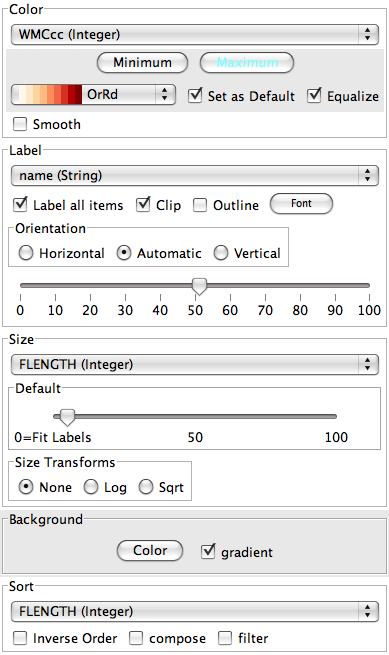 Color
WMCcc (Integer)
Minimum Maximum
OrRd Set as Default Equalize
Smooth
Label
name (String)
Label all items Clip Outline Font
Orientation
Horizontal Automatic Vertical
0 10 20 30 40 50 60 70 80 90 100
Size
FLENGTH (Integer)
Default
0=Fit Labels 50 100
Size Transforms
None Log Sqrt
Background
Color gradient
Sort
FLENGTH (Integer)
Inverse Order compose filter